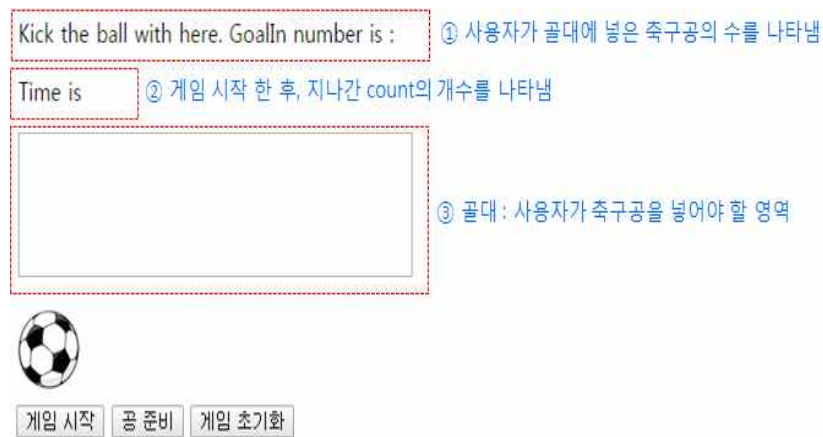 Kick the ball with here. GoalIn number is : ① 사용자가 골대에 넣은 축구공의 수를 나타냄
Time is ② 게임 시작 한 후, 지나간 count의 개수를 나타냄
③ 골대 : 사용자가 축구공을 넣어야 할 영역
게임 시작 공 준비 게임 초기화